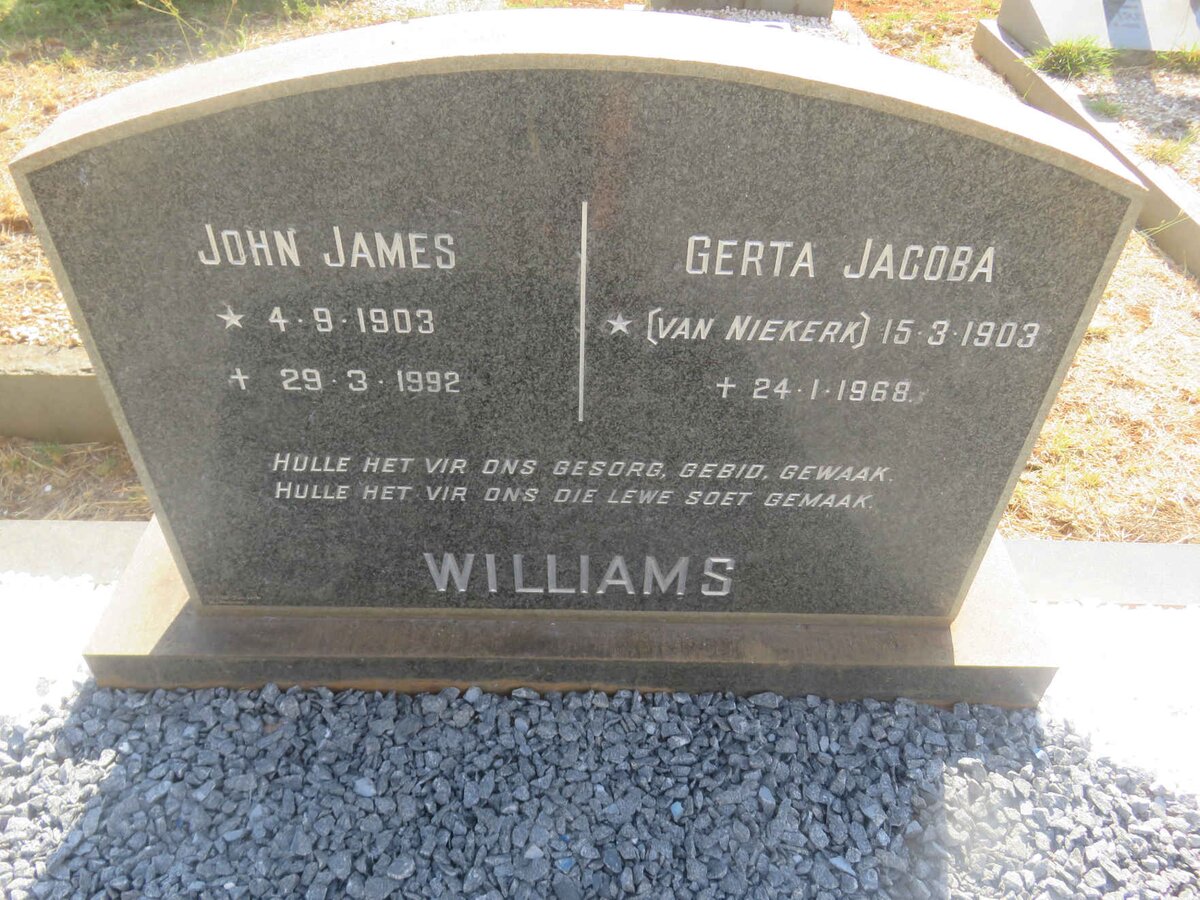 JOHN JAMES
★ 4·9·1903
✝ 29·3·1992
GERTA JACOBA
★ (VAN NIEKERK) 15·3·1903
✝ 24·1·1968.
HULLE HET VIR ONS GESORG, GEBID, GEWAAK.
HULLE HET VIR ONS DIE LEWE SOET GEMAAK.
WILLIAMS